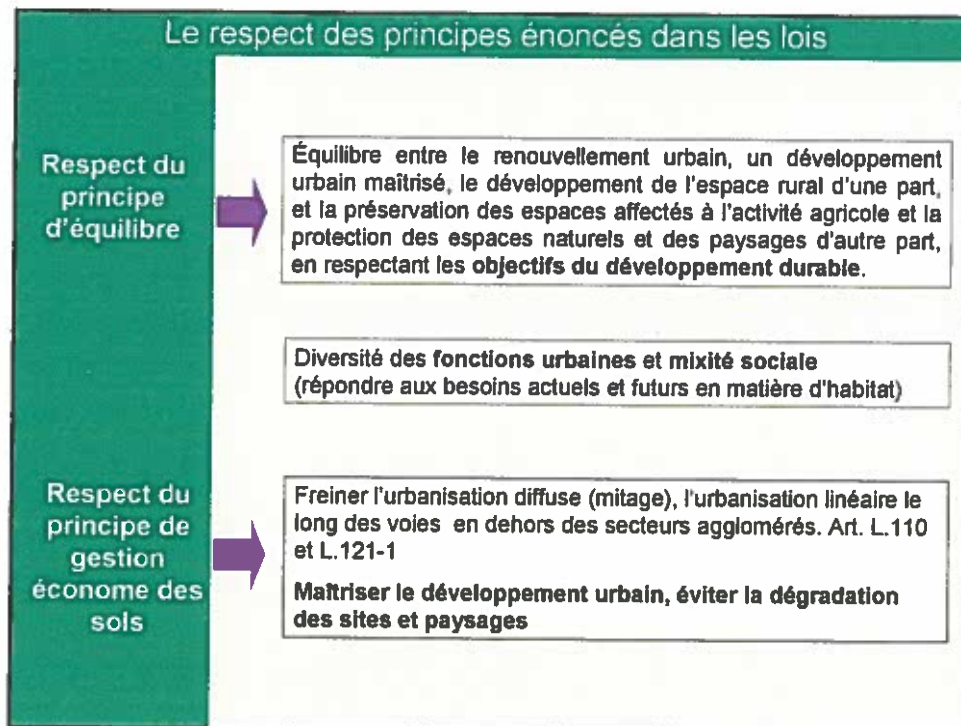 Le respect des principes énoncés dans les lois
Respect du
principe
d'équilibre
Équilibre entre le renouvellement urbain, un développement
urbain maîtrisé, le développement de l'espace rural d'une part,
et la préservation des espaces affectés à l'activité agricole et la
protection des espaces naturels et des paysages d'autre part,
en respectant les objectifs du développement durable.
Diversité des fonctions urbaines et mixité sociale
(répondre aux besoins actuels et futurs en matière d'habitat)
Respect du
principe de
gestion
économe des
sols
Freiner l'urbanisation diffuse (mitage), l'urbanisation linéaire le
long des voies en dehors des secteurs agglomérés. Art. L.110
et L.121-1
Maîtriser le développement urbain, éviter la dégradation
des sites et paysages